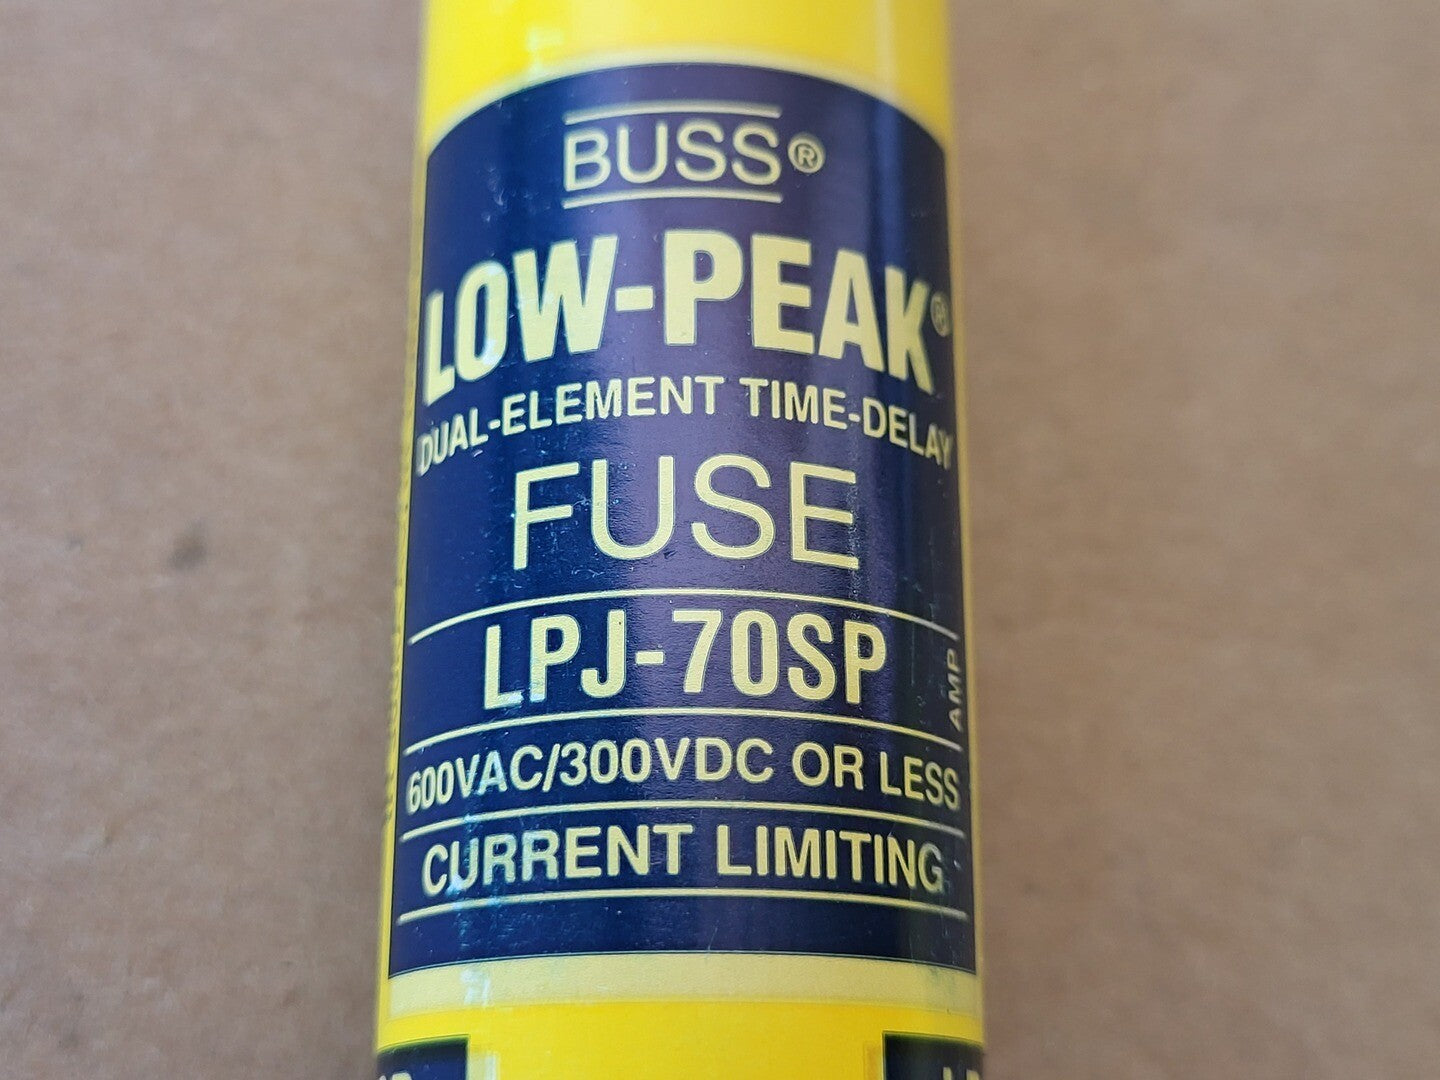 BUSS®
LOW-PEAK®
DUAL-ELEMENT TIME-DELAY
FUSE
LPJ-70SP
AMP
600VAC/300VDC OR LESS
CURRENT LIMITING